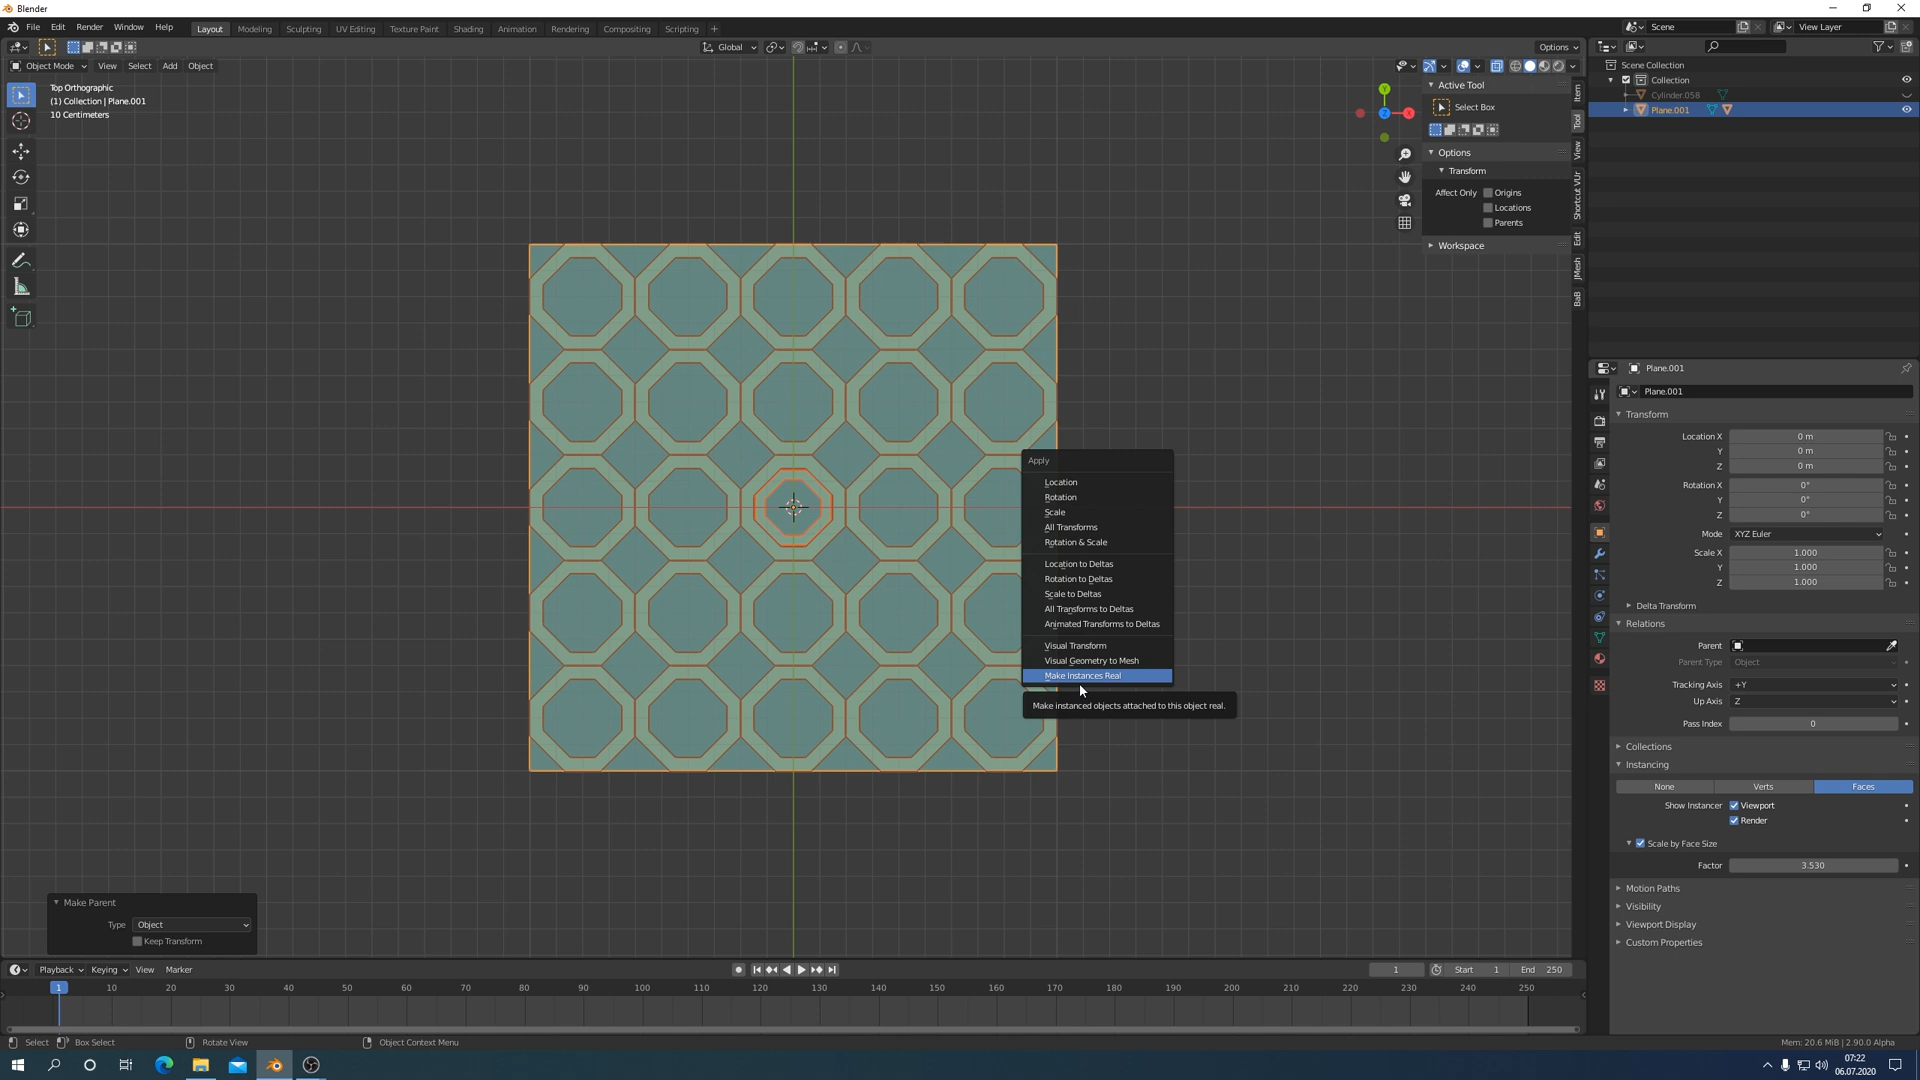 Blender
File Edit Render Window Help
Layout Modeling Sculpting UV Editing Texture Paint Shading Animation Rendering Compositing Scripting +
Scene
View Layer
Global
Options
Object Mode View Select Add Object
Top Orthographic
(1) Collection | Plane.001
10 Centimeters
Y
X
Z
Active Tool
Select Box
Options
Transform
Affect Only Origins
Locations
Parents
Workspace
Item
Tool
View
Shortcut VUr
Edit
JMesh
BaB
Scene Collection
Collection
Cylinder.058
Plane.001
Apply
Location
Rotation
Scale
All Transforms
Rotation & Scale
Location to Deltas
Rotation to Deltas
Scale to Deltas
All Transforms to Deltas
Animated Transforms to Deltas
Visual Transform
Visual Geometry to Mesh
Make Instances Real
Make instanced objects attached to this object real.
Plane.001
Plane.001
Transform
Location X 0 m
Y 0 m
Z 0 m
Rotation X 0°
Y 0°
Z 0°
Mode XYZ Euler
Scale X 1.000
Y 1.000
Z 1.000
Delta Transform
Relations
Parent
Parent Type Object
Tracking Axis +Y
Up Axis Z
Pass Index 0
Collections
Instancing
None Verts Faces
Show Instancer Viewport
Render
Scale by Face Size
Factor 3.530
Motion Paths
Visibility
Viewport Display
Custom Properties
Make Parent
Type Object
Keep Transform
Playback Keying View Marker
1 Start 1 End 250
1 10 20 30 40 50 60 70 80 90 100 110 120 130 140 150 160 170 180 190 200 210 220 230 240 250
Select Box Select Rotate View Object Context Menu
Mem: 20.6 MiB | 2.90.0 Alpha
07:22
06.07.2020